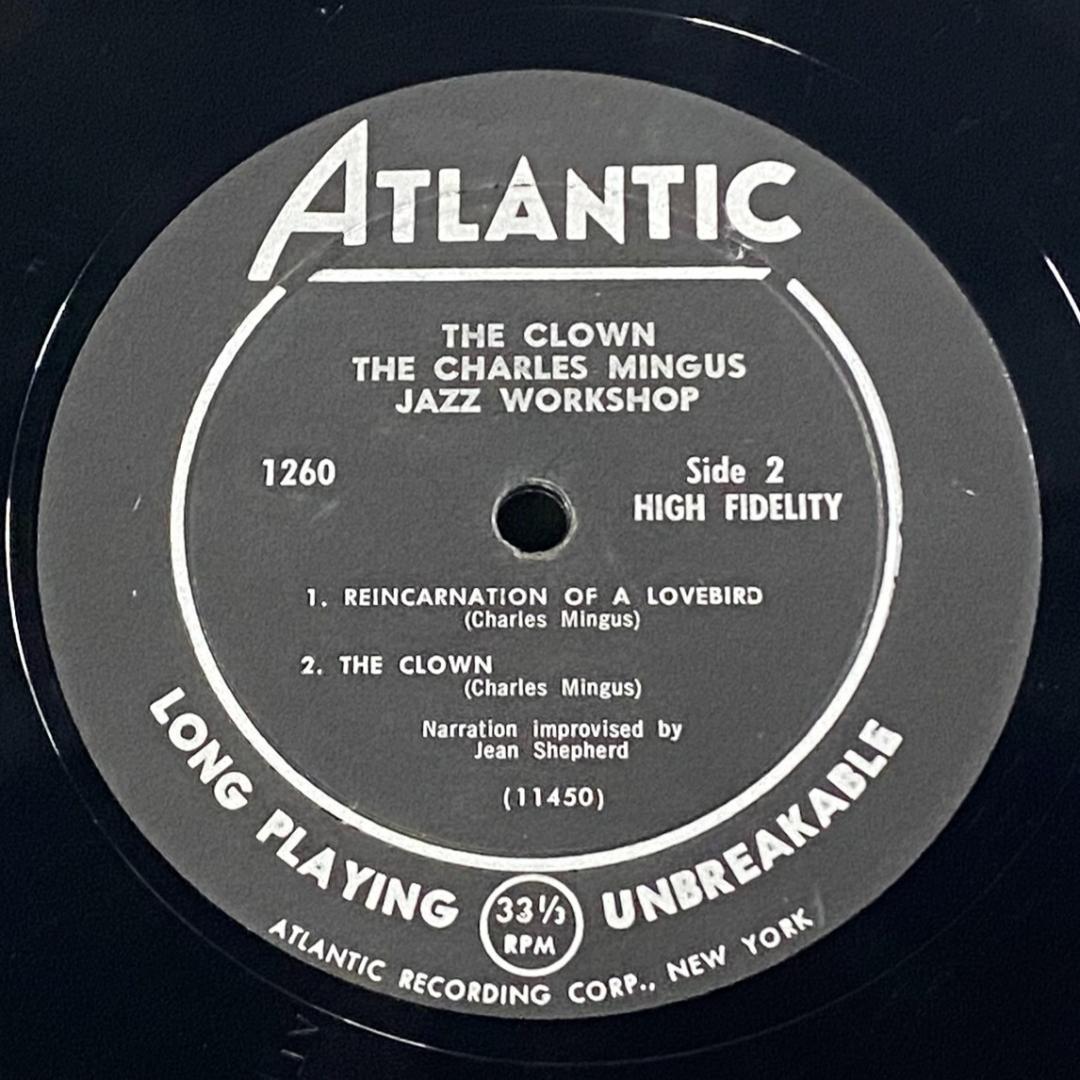 ATLANTIC
THE CLOWN
THE CHARLES MINGUS
JAZZ WORKSHOP
1260
Side 2
HIGH FIDELITY
1. REINCARNATION OF A LOVEBIRD
(Charles Mingus)
2. THE CLOWN
(Charles Mingus)
Narration improvised by
Jean Shepherd
(11450)
LONG PLAYING 33 1/3 RPM UNBREAKABLE
ATLANTIC RECORDING CORP., NEW YORK